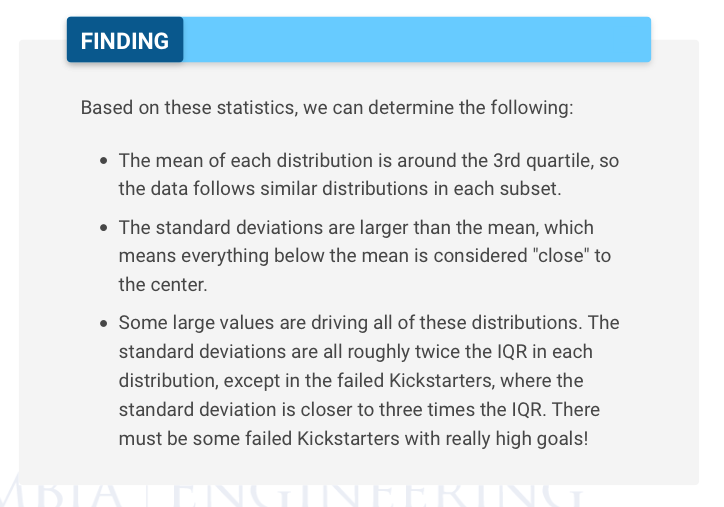 FINDING
Based on these statistics, we can determine the following:
• The mean of each distribution is around the 3rd quartile, so
the data follows similar distributions in each subset.
• The standard deviations are larger than the mean, which
means everything below the mean is considered "close" to
the center.
• Some large values are driving all of these distributions. The
standard deviations are all roughly twice the IQR in each
distribution, except in the failed Kickstarters, where the
standard deviation is closer to three times the IQR. There
must be some failed Kickstarters with really high goals!
MBIA | ENGINEERING